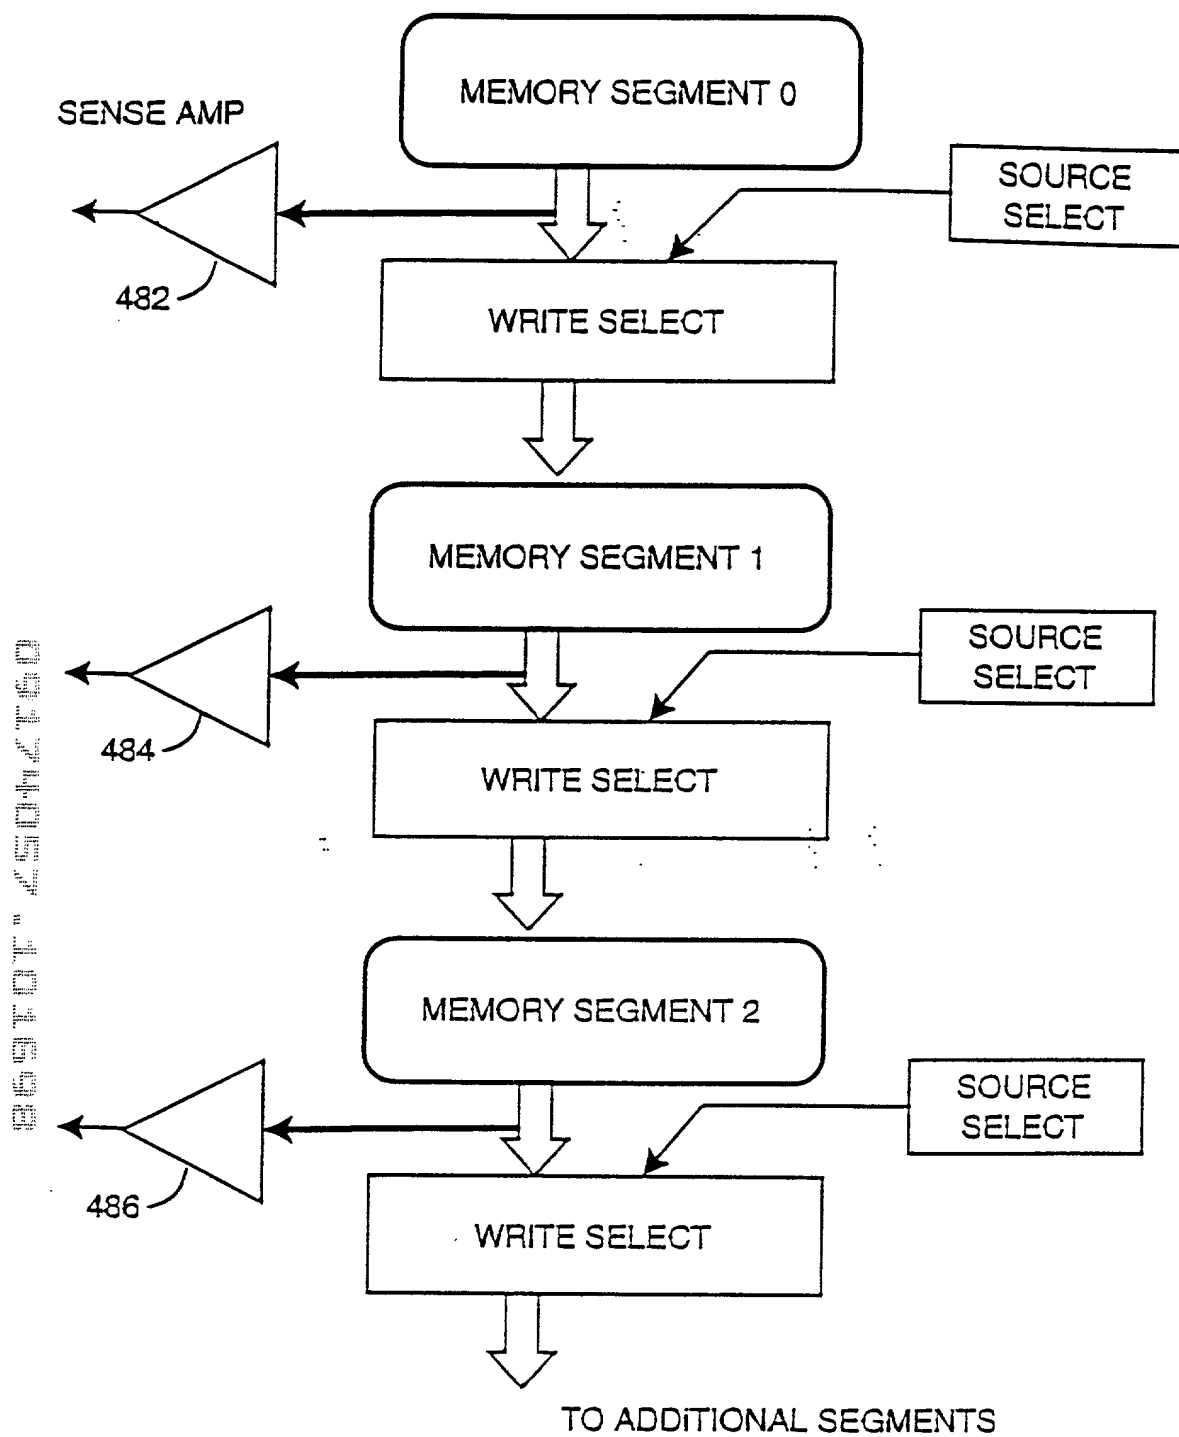 MEMORY SEGMENT 0
SENSE AMP
SOURCE
SELECT
482
WRITE SELECT
MEMORY SEGMENT 1
SOURCE
SELECT
484
WRITE SELECT
MEMORY SEGMENT 2
SOURCE
SELECT
486
WRITE SELECT
TO ADDITIONAL SEGMENTS